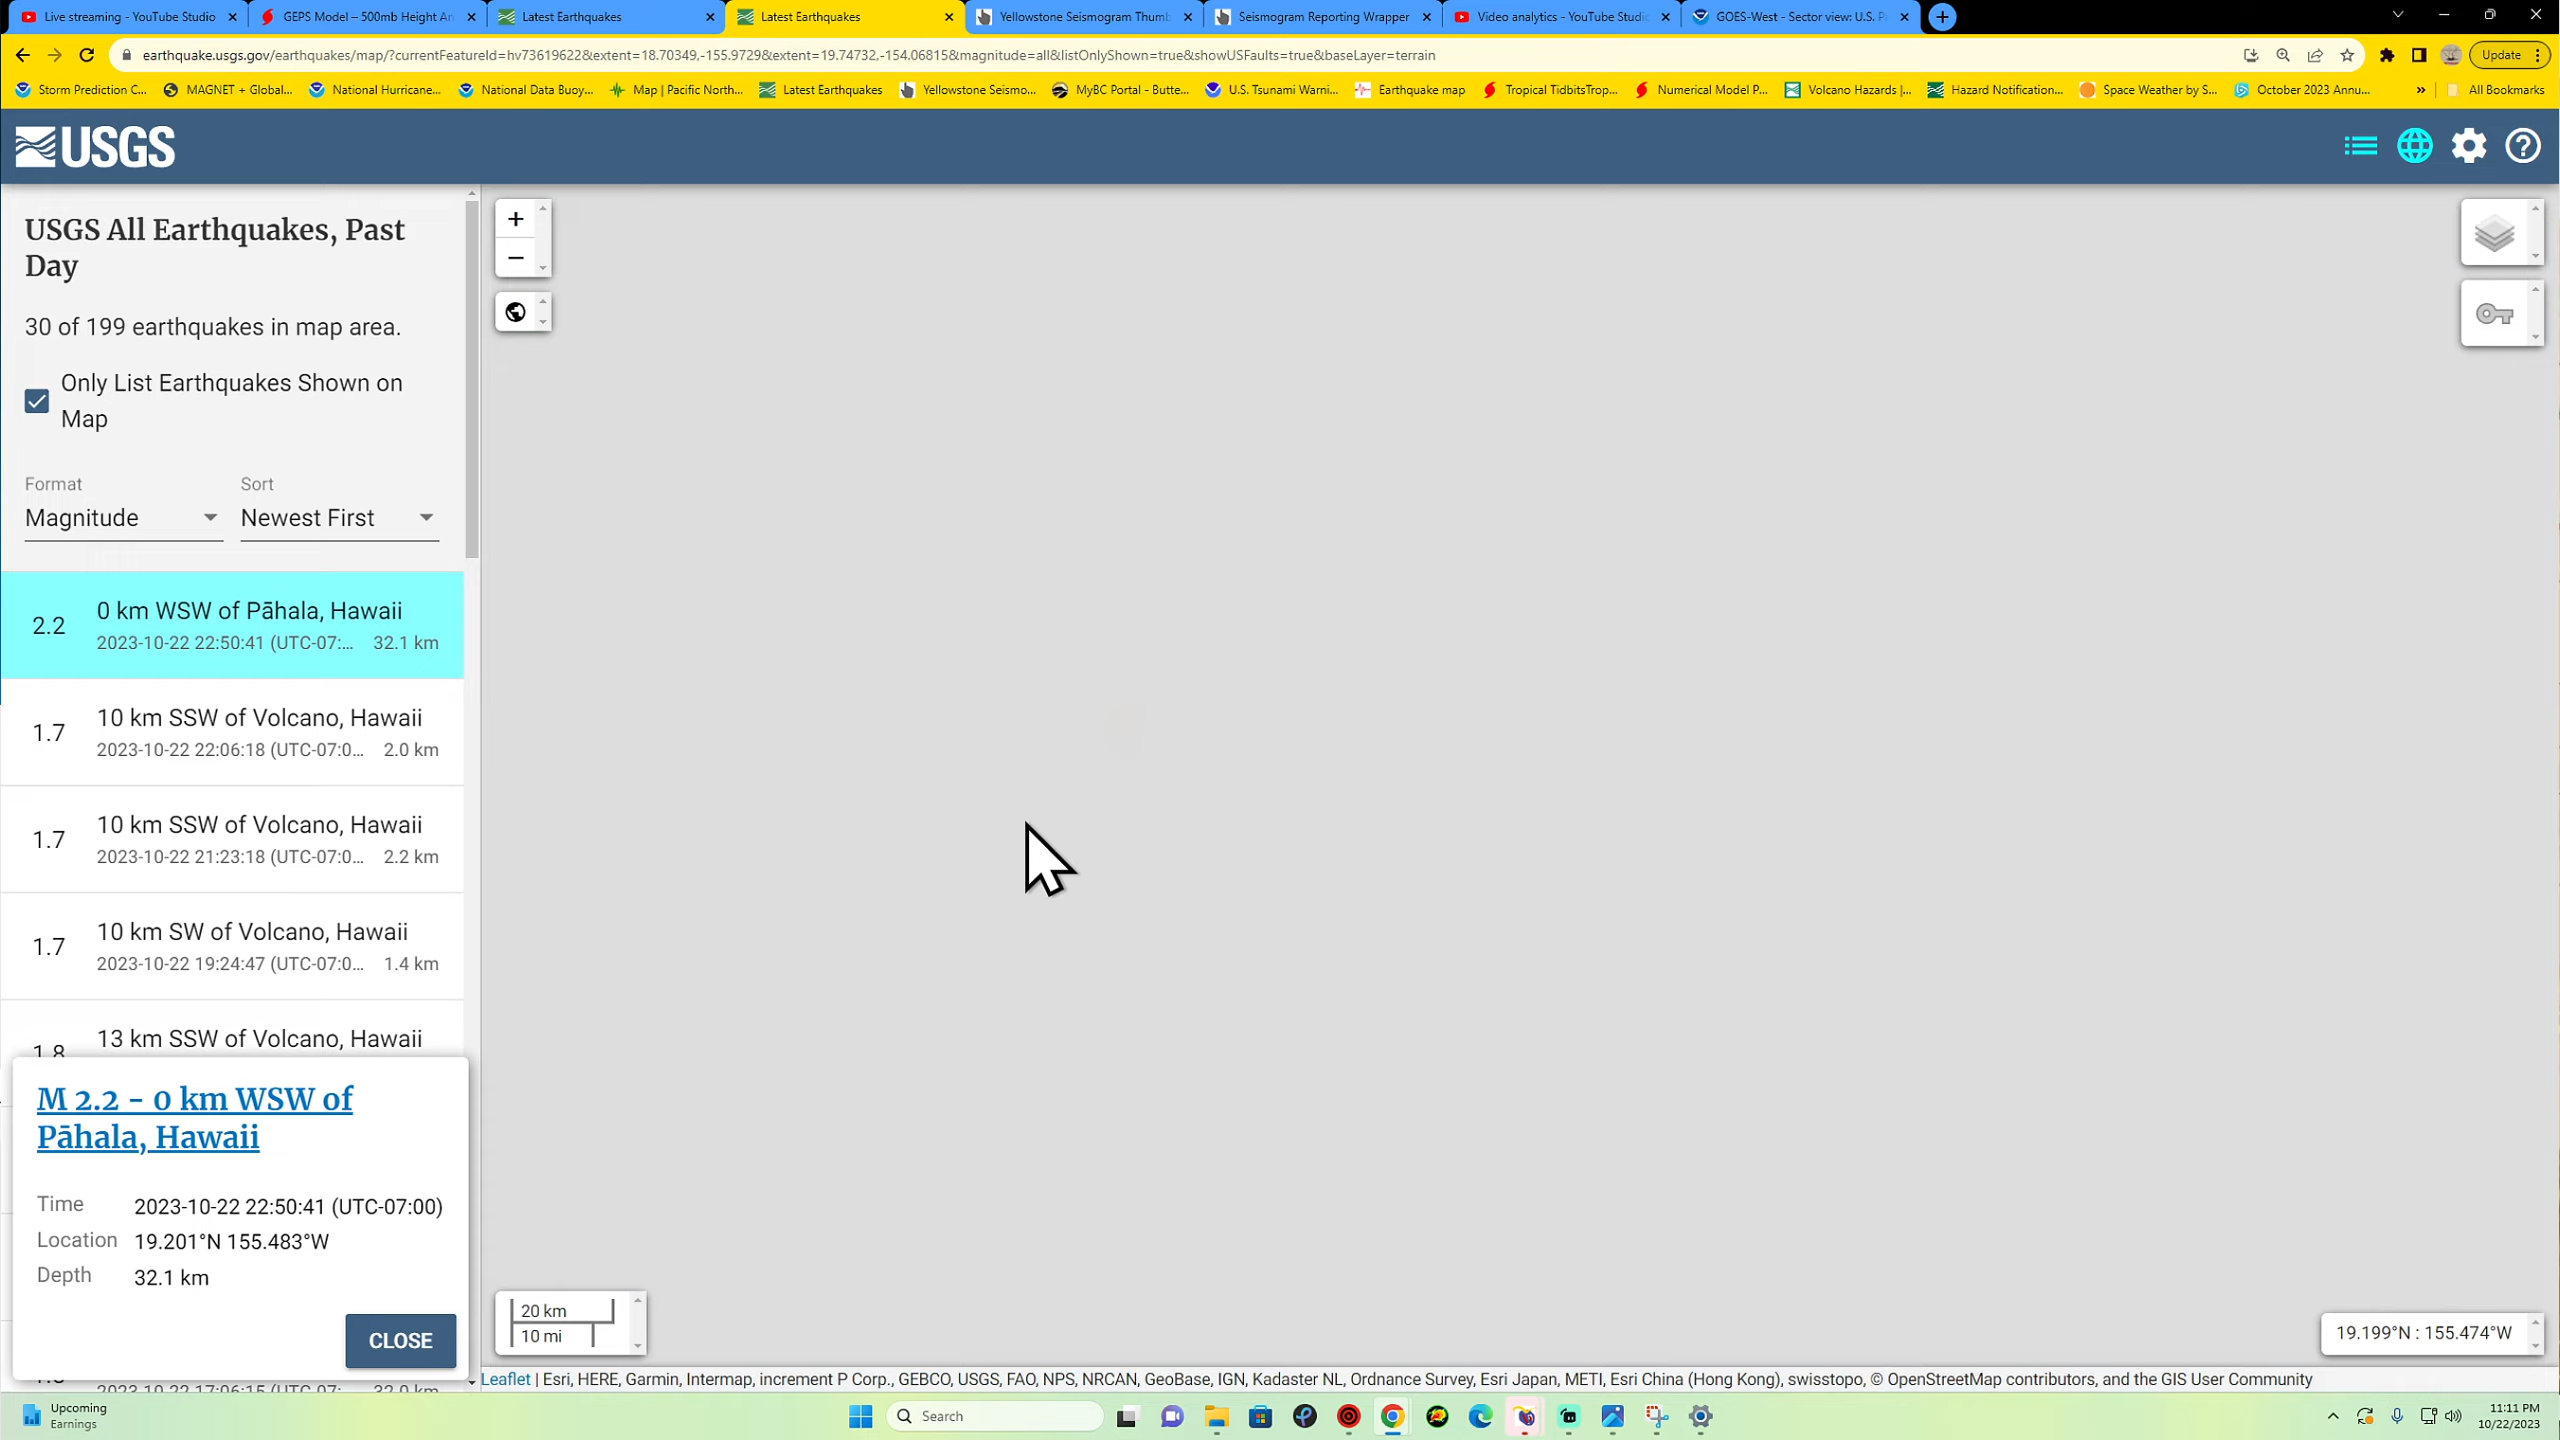 Live streaming - YouTube Studio
GEPS Model – 500mb Height An
Latest Earthquakes
Latest Earthquakes
Yellowstone Seismogram Thumb
Seismogram Reporting Wrapper
Video analytics - YouTube Studio
GOES-West - Sector view: U.S. P
earthquake.usgs.gov/earthquakes/map/?currentFeatureId=hv73619622&extent=18.70349,-155.9729&extent=19.74732,-154.06815&magnitude=all&listOnlyShown=true&showUSFaults=true&baseLayer=terrain
Update
Storm Prediction C...
MAGNET + Global...
National Hurricane...
National Data Buoy...
Map | Pacific North...
Latest Earthquakes
Yellowstone Seismo...
MyBC Portal - Butte...
U.S. Tsunami Warni...
Earthquake map
Tropical TidbitsTrop...
Numerical Model P...
Volcano Hazards |...
Hazard Notification...
Space Weather by S...
October 2023 Annu...
»
All Bookmarks
USGS
USGS All Earthquakes, Past
Day
30 of 199 earthquakes in map area.
Only List Earthquakes Shown on
Map
Format
Sort
Magnitude
Newest First
2.2
0 km WSW of Pāhala, Hawaii
2023-10-22 22:50:41 (UTC-07:... 32.1 km
1.7
10 km SSW of Volcano, Hawaii
2023-10-22 22:06:18 (UTC-07:0... 2.0 km
1.7
10 km SSW of Volcano, Hawaii
2023-10-22 21:23:18 (UTC-07:0... 2.2 km
1.7
10 km SW of Volcano, Hawaii
2023-10-22 19:24:47 (UTC-07:0... 1.4 km
1.8
13 km SSW of Volcano, Hawaii
M 2.2 - 0 km WSW of
Pāhala, Hawaii
Time 2023-10-22 22:50:41 (UTC-07:00)
Location 19.201°N 155.483°W
Depth 32.1 km
CLOSE
2023-10-22 17:06:15 (UTC-07:... 32.0 km
+
−
20 km
10 mi
19.199°N : 155.474°W
Leaflet | Esri, HERE, Garmin, Intermap, increment P Corp., GEBCO, USGS, FAO, NPS, NRCAN, GeoBase, IGN, Kadaster NL, Ordnance Survey, Esri Japan, METI, Esri China (Hong Kong), swisstopo, © OpenStreetMap contributors, and the GIS User Community
Upcoming
Earnings
Search
11:11 PM
10/22/2023